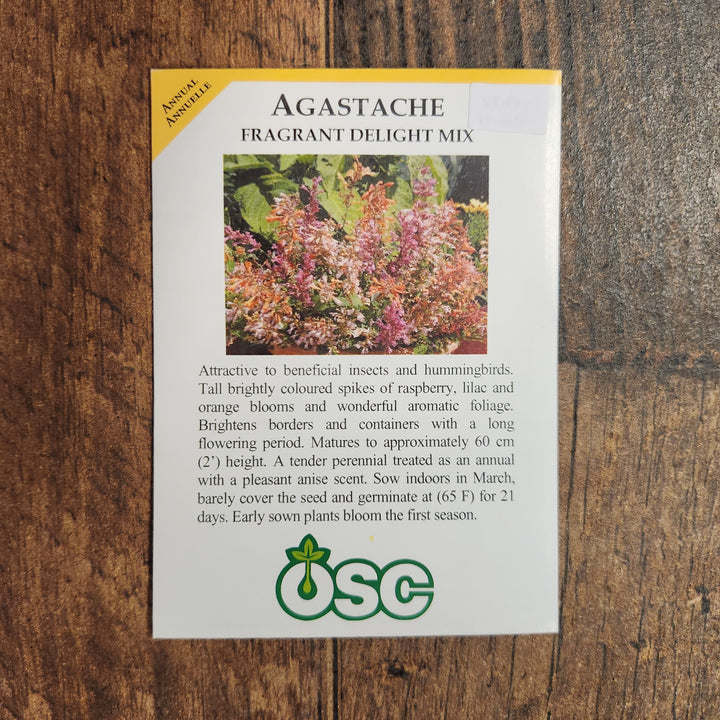 ANNUAL
ANNUELLE
AGASTACHE
FRAGRANT DELIGHT MIX
Attractive to beneficial insects and hummingbirds.
Tall brightly coloured spikes of raspberry, lilac and
orange blooms and wonderful aromatic foliage.
Brightens borders and containers with a long
flowering period. Matures to approximately 60 cm
(2’) height. A tender perennial treated as an annual
with a pleasant anise scent. Sow indoors in March,
barely cover the seed and germinate at (65 F) for 21
days. Early sown plants bloom the first season.
OSC